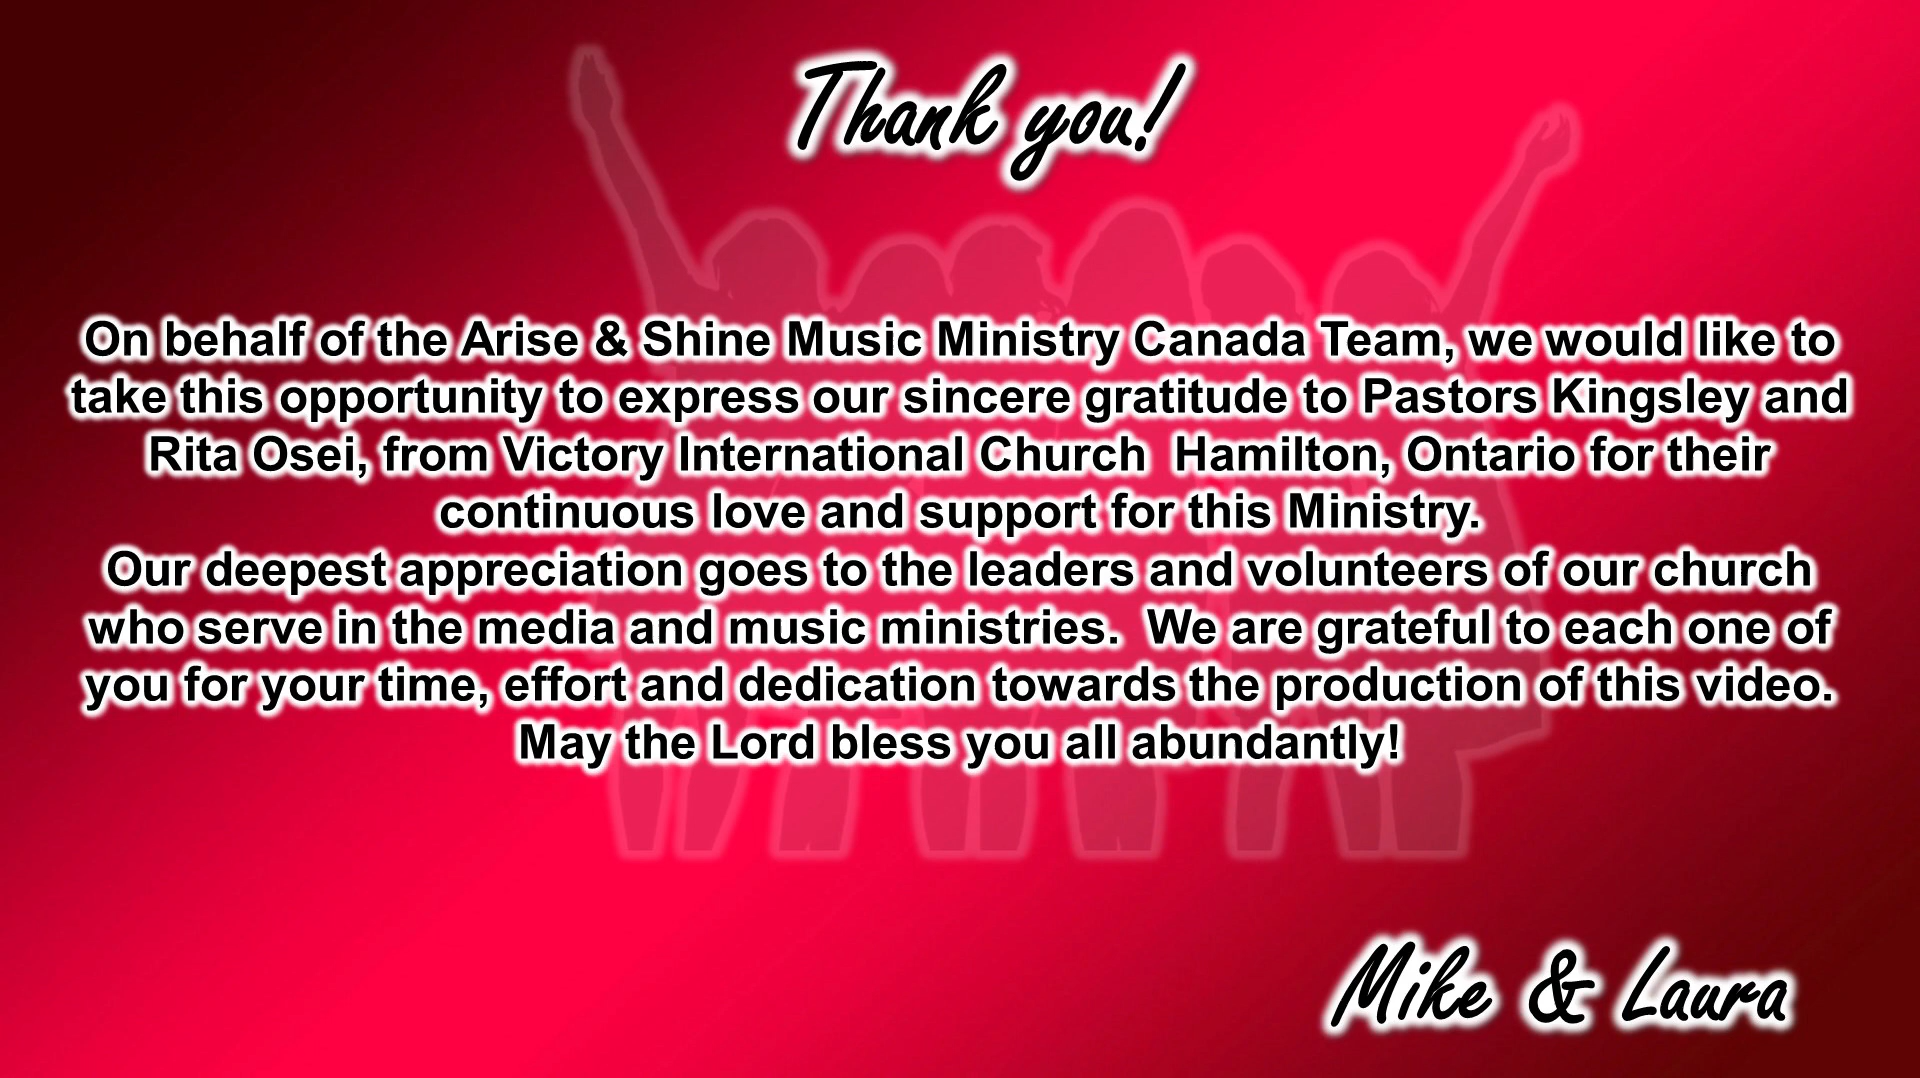 Thank you!
On behalf of the Arise & Shine Music Ministry Canada Team, we would like to
take this opportunity to express our sincere gratitude to Pastors Kingsley and
Rita Osei, from Victory International Church  Hamilton, Ontario for their
continuous love and support for this Ministry.
Our deepest appreciation goes to the leaders and volunteers of our church
who serve in the media and music ministries.  We are grateful to each one of
you for your time, effort and dedication towards the production of this video.
May the Lord bless you all abundantly!
Mike & Laura